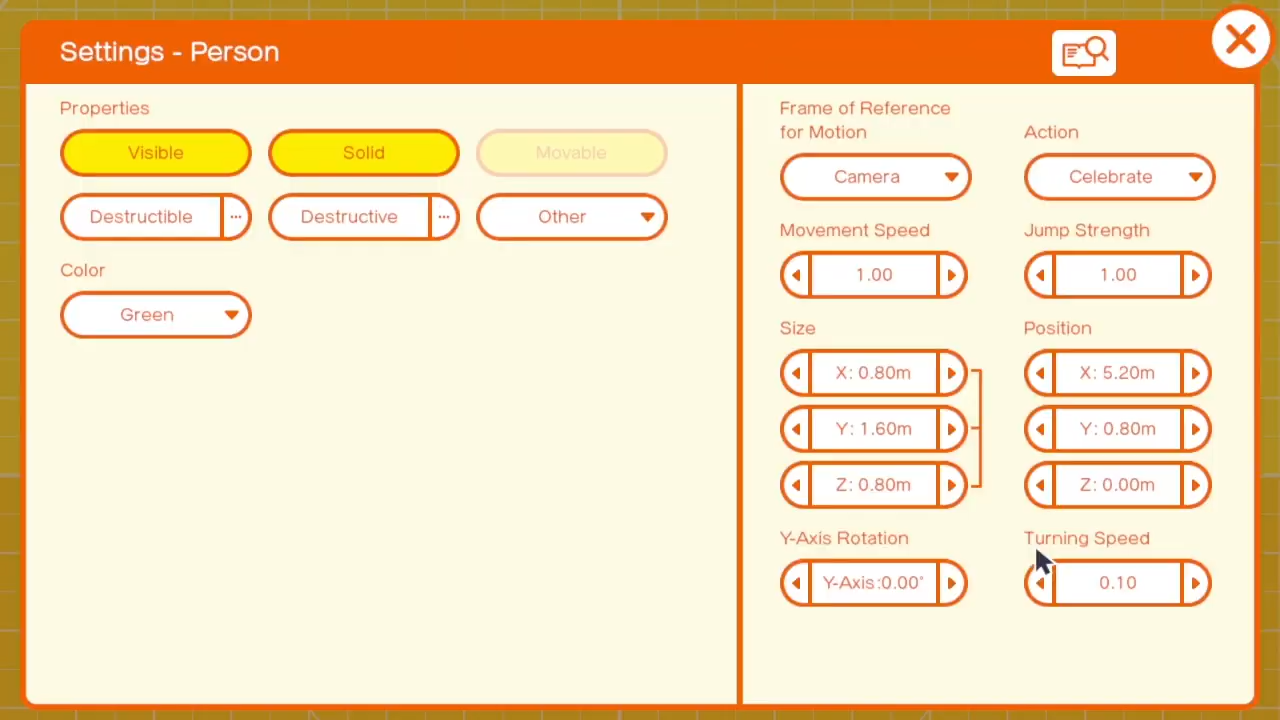 Settings - Person
Properties
Visible
Solid
Movable
Destructible
...
Destructive
...
Other
Color
Green
Frame of Reference
for Motion
Camera
Action
Celebrate
Movement Speed
1.00
Jump Strength
1.00
Size
X: 0.80m
Y: 1.60m
Z: 0.80m
Position
X: 5.20m
Y: 0.80m
Z: 0.00m
Y-Axis Rotation
Y-Axis:0.00°
Turning Speed
0.10